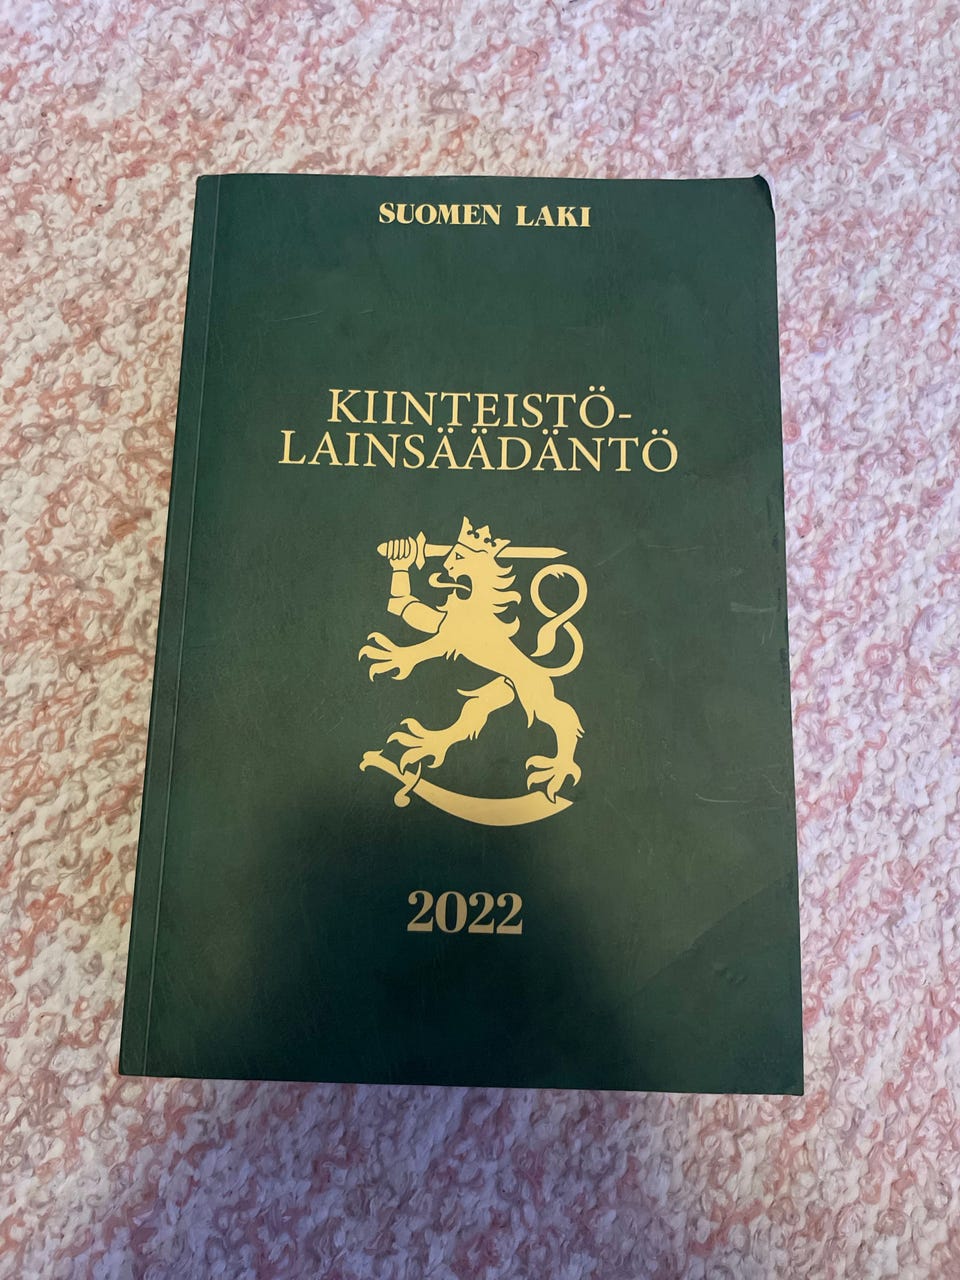 SUOMEN LAKI
KIINTEISTÖ-
LAINSÄÄDÄNTÖ
2022